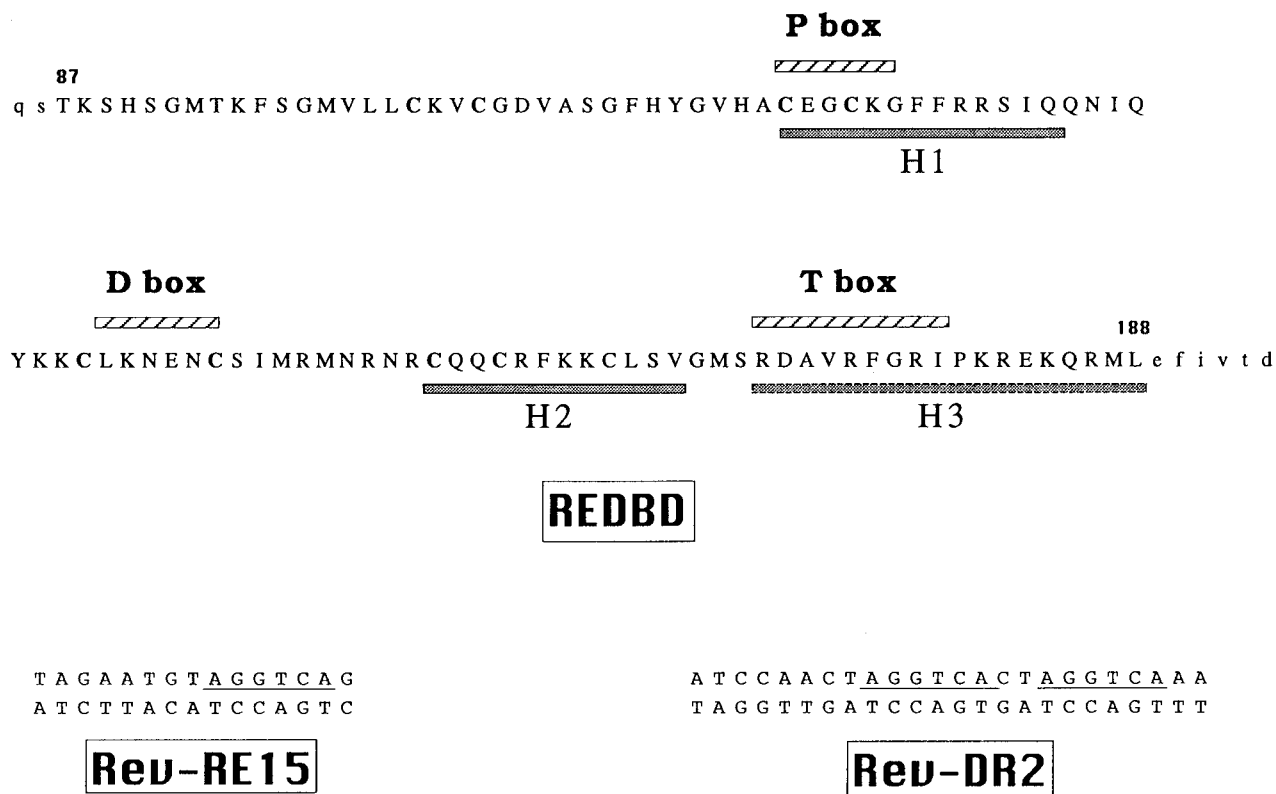 P box
87
q s T K S H S G M T K F S G M V L L C K V C G D V A S G F H Y G V H A C E G C K G F F R R S I Q Q N I Q
H1
D box
T box
188
Y K K C L K N E N C S I M R M N R N R C Q Q C R F K K C L S V G M S R D A V R F G R I P K R E K Q R M L e f i v t d
H2
H3
REDBD
T A G A A T G T A G G T C A G
A T C T T A C A T C C A G T C
Rev-RE15
A T C C A A C T A G G T C A C T A G G T C A A A
T A G G T T G A T C C A G T G A T C C A G T T T
Rev-DR2